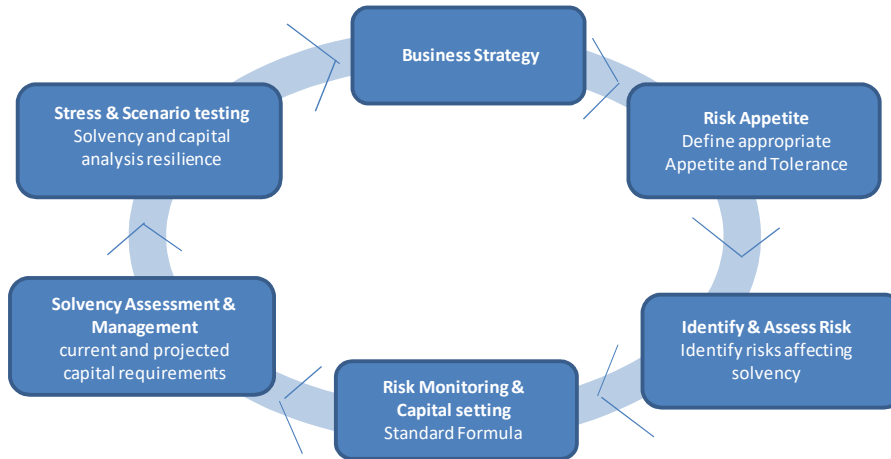 Business Strategy
Risk Appetite
Define appropriate
Appetite and Tolerance
Identify & Assess Risk
Identify risks affecting
solvency
Risk Monitoring &
Capital setting
Standard Formula
Solvency Assessment &
Management
current and projected
capital requirements
Stress & Scenario testing
Solvency and capital
analysis resilience